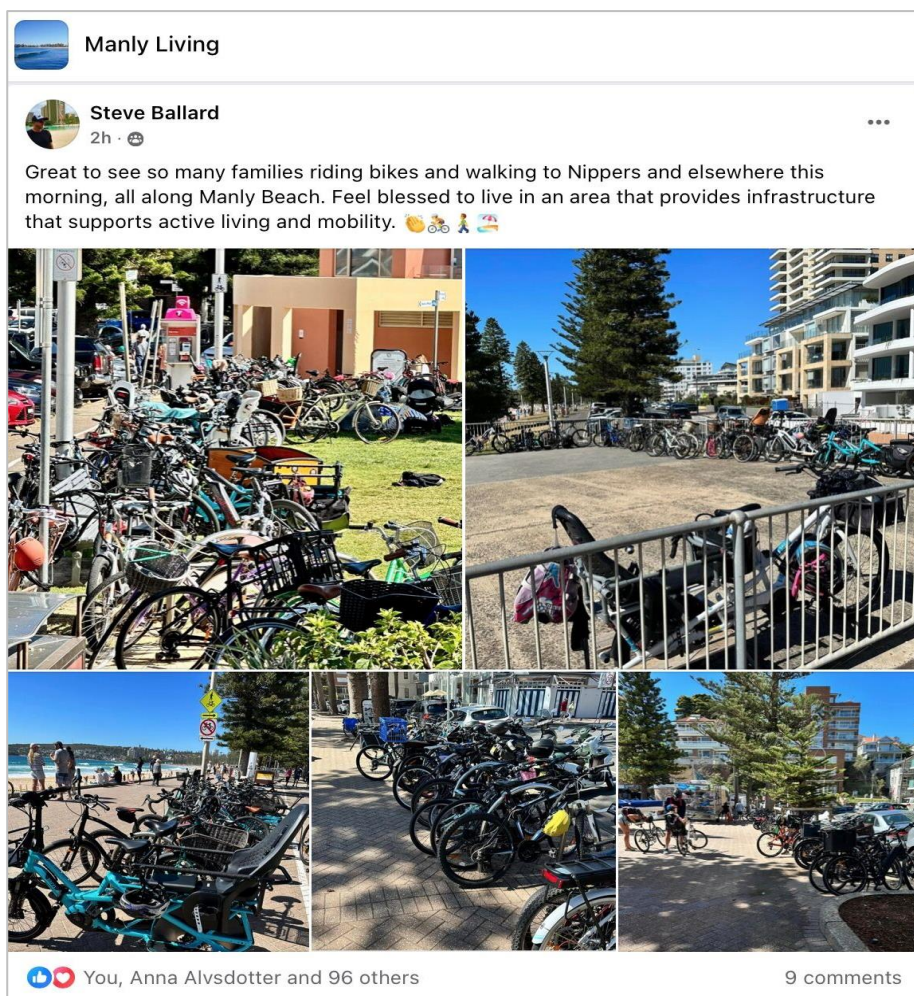 Manly Living
Steve Ballard
2h ·
Great to see so many families riding bikes and walking to Nippers and elsewhere this
morning, all along Manly Beach. Feel blessed to live in an area that provides infrastructure
that supports active living and mobility. 👏🚴🚶🏖️
You, Anna Alvsdotter and 96 others
9 comments